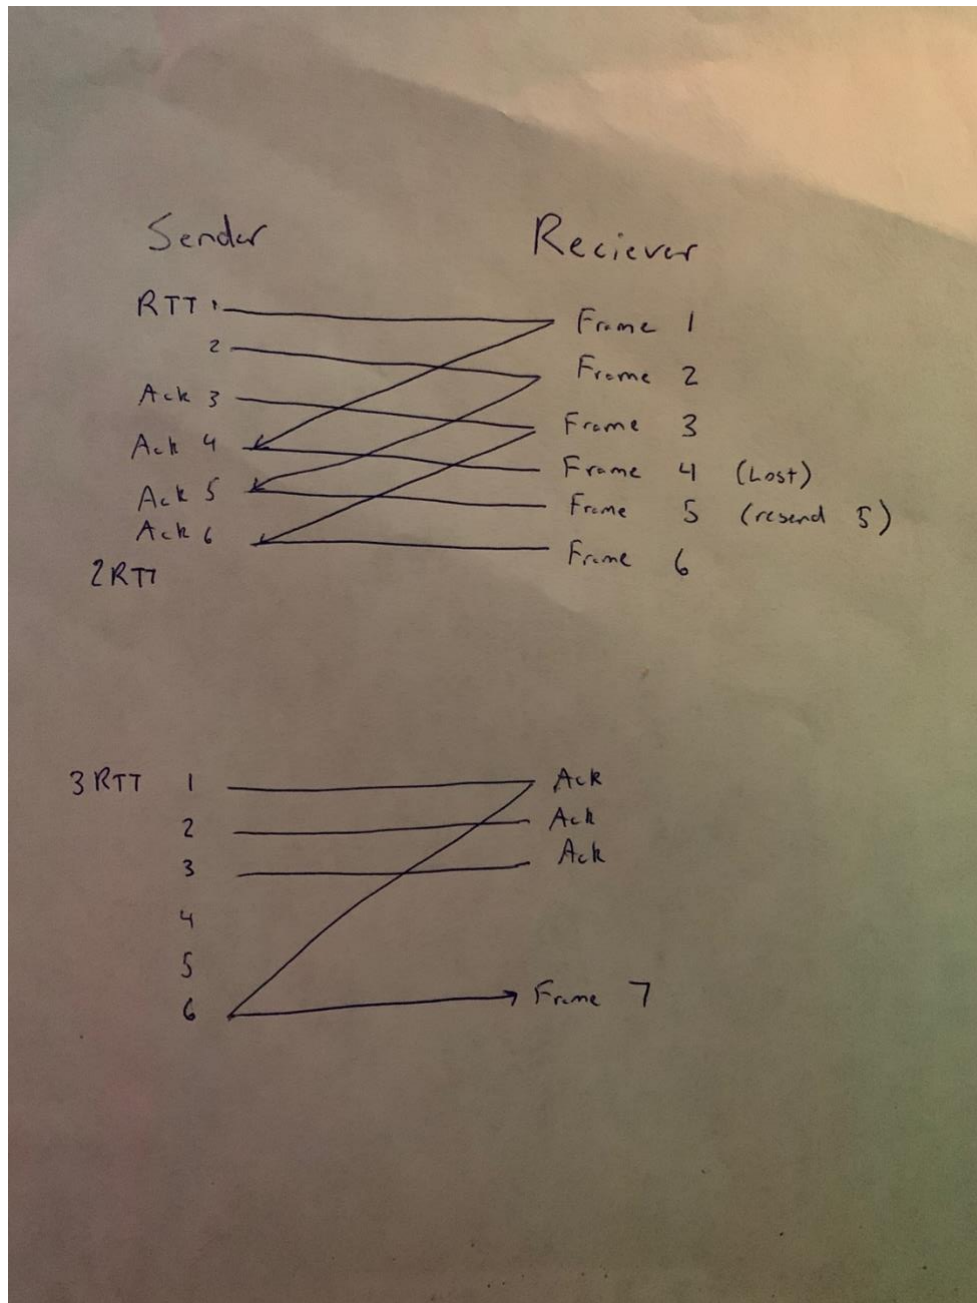 Sender Reciever
RTT 1 Frame 1
2 Frame 2
Ack 3 Frame 3
Ack 4 Frame 4 (Lost)
Ack 5 Frame 5 (resend 5)
Ack 6 Frame 6
2RTT
3 RTT 1 Ack
2 Ack
3 Ack
4
5
6 Frame 7